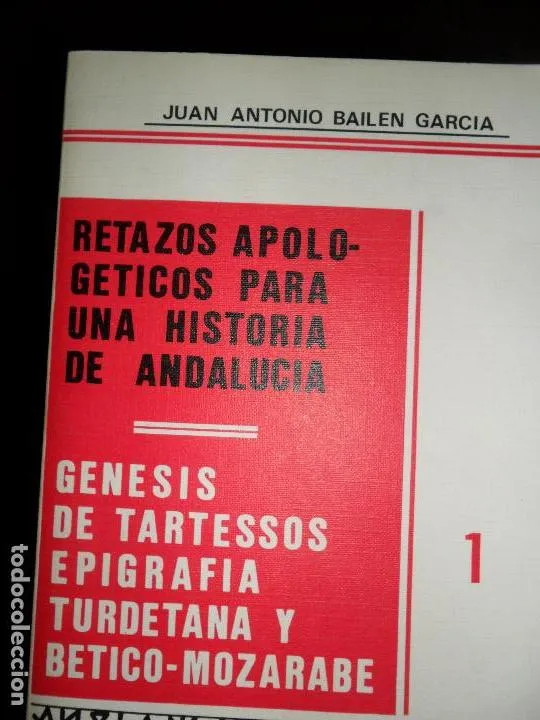 JUAN ANTONIO BAILEN GARCIA
RETAZOS APOLO-
GETICOS PARA
UNA HISTORIA
DE ANDALUCIA
GENESIS
DE TARTESSOS
EPIGRAFIA
TURDETANA Y
BETICO-MOZARABE
1
todocoleccion